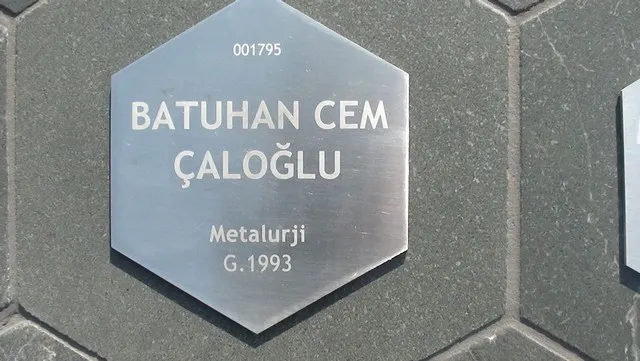 001795
BATUHAN CEM
ÇALOĞLU
Metalurji
G.1993